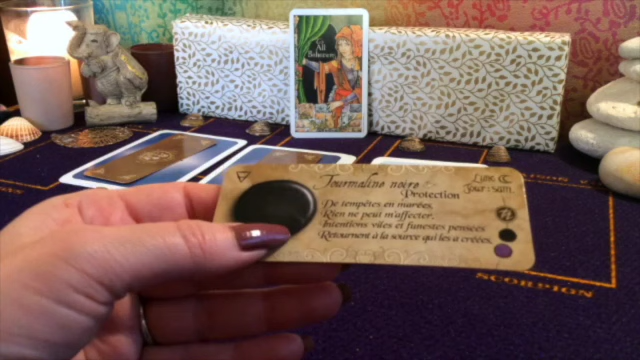 XII
Tourmaline noire
Protection
Lune
Jour: sam.
De tempêtes en marées,
Rien ne peut m'affecter.
Intentions viles et funestes pensées
Retournent à la source qui les a créées.
SCORPION